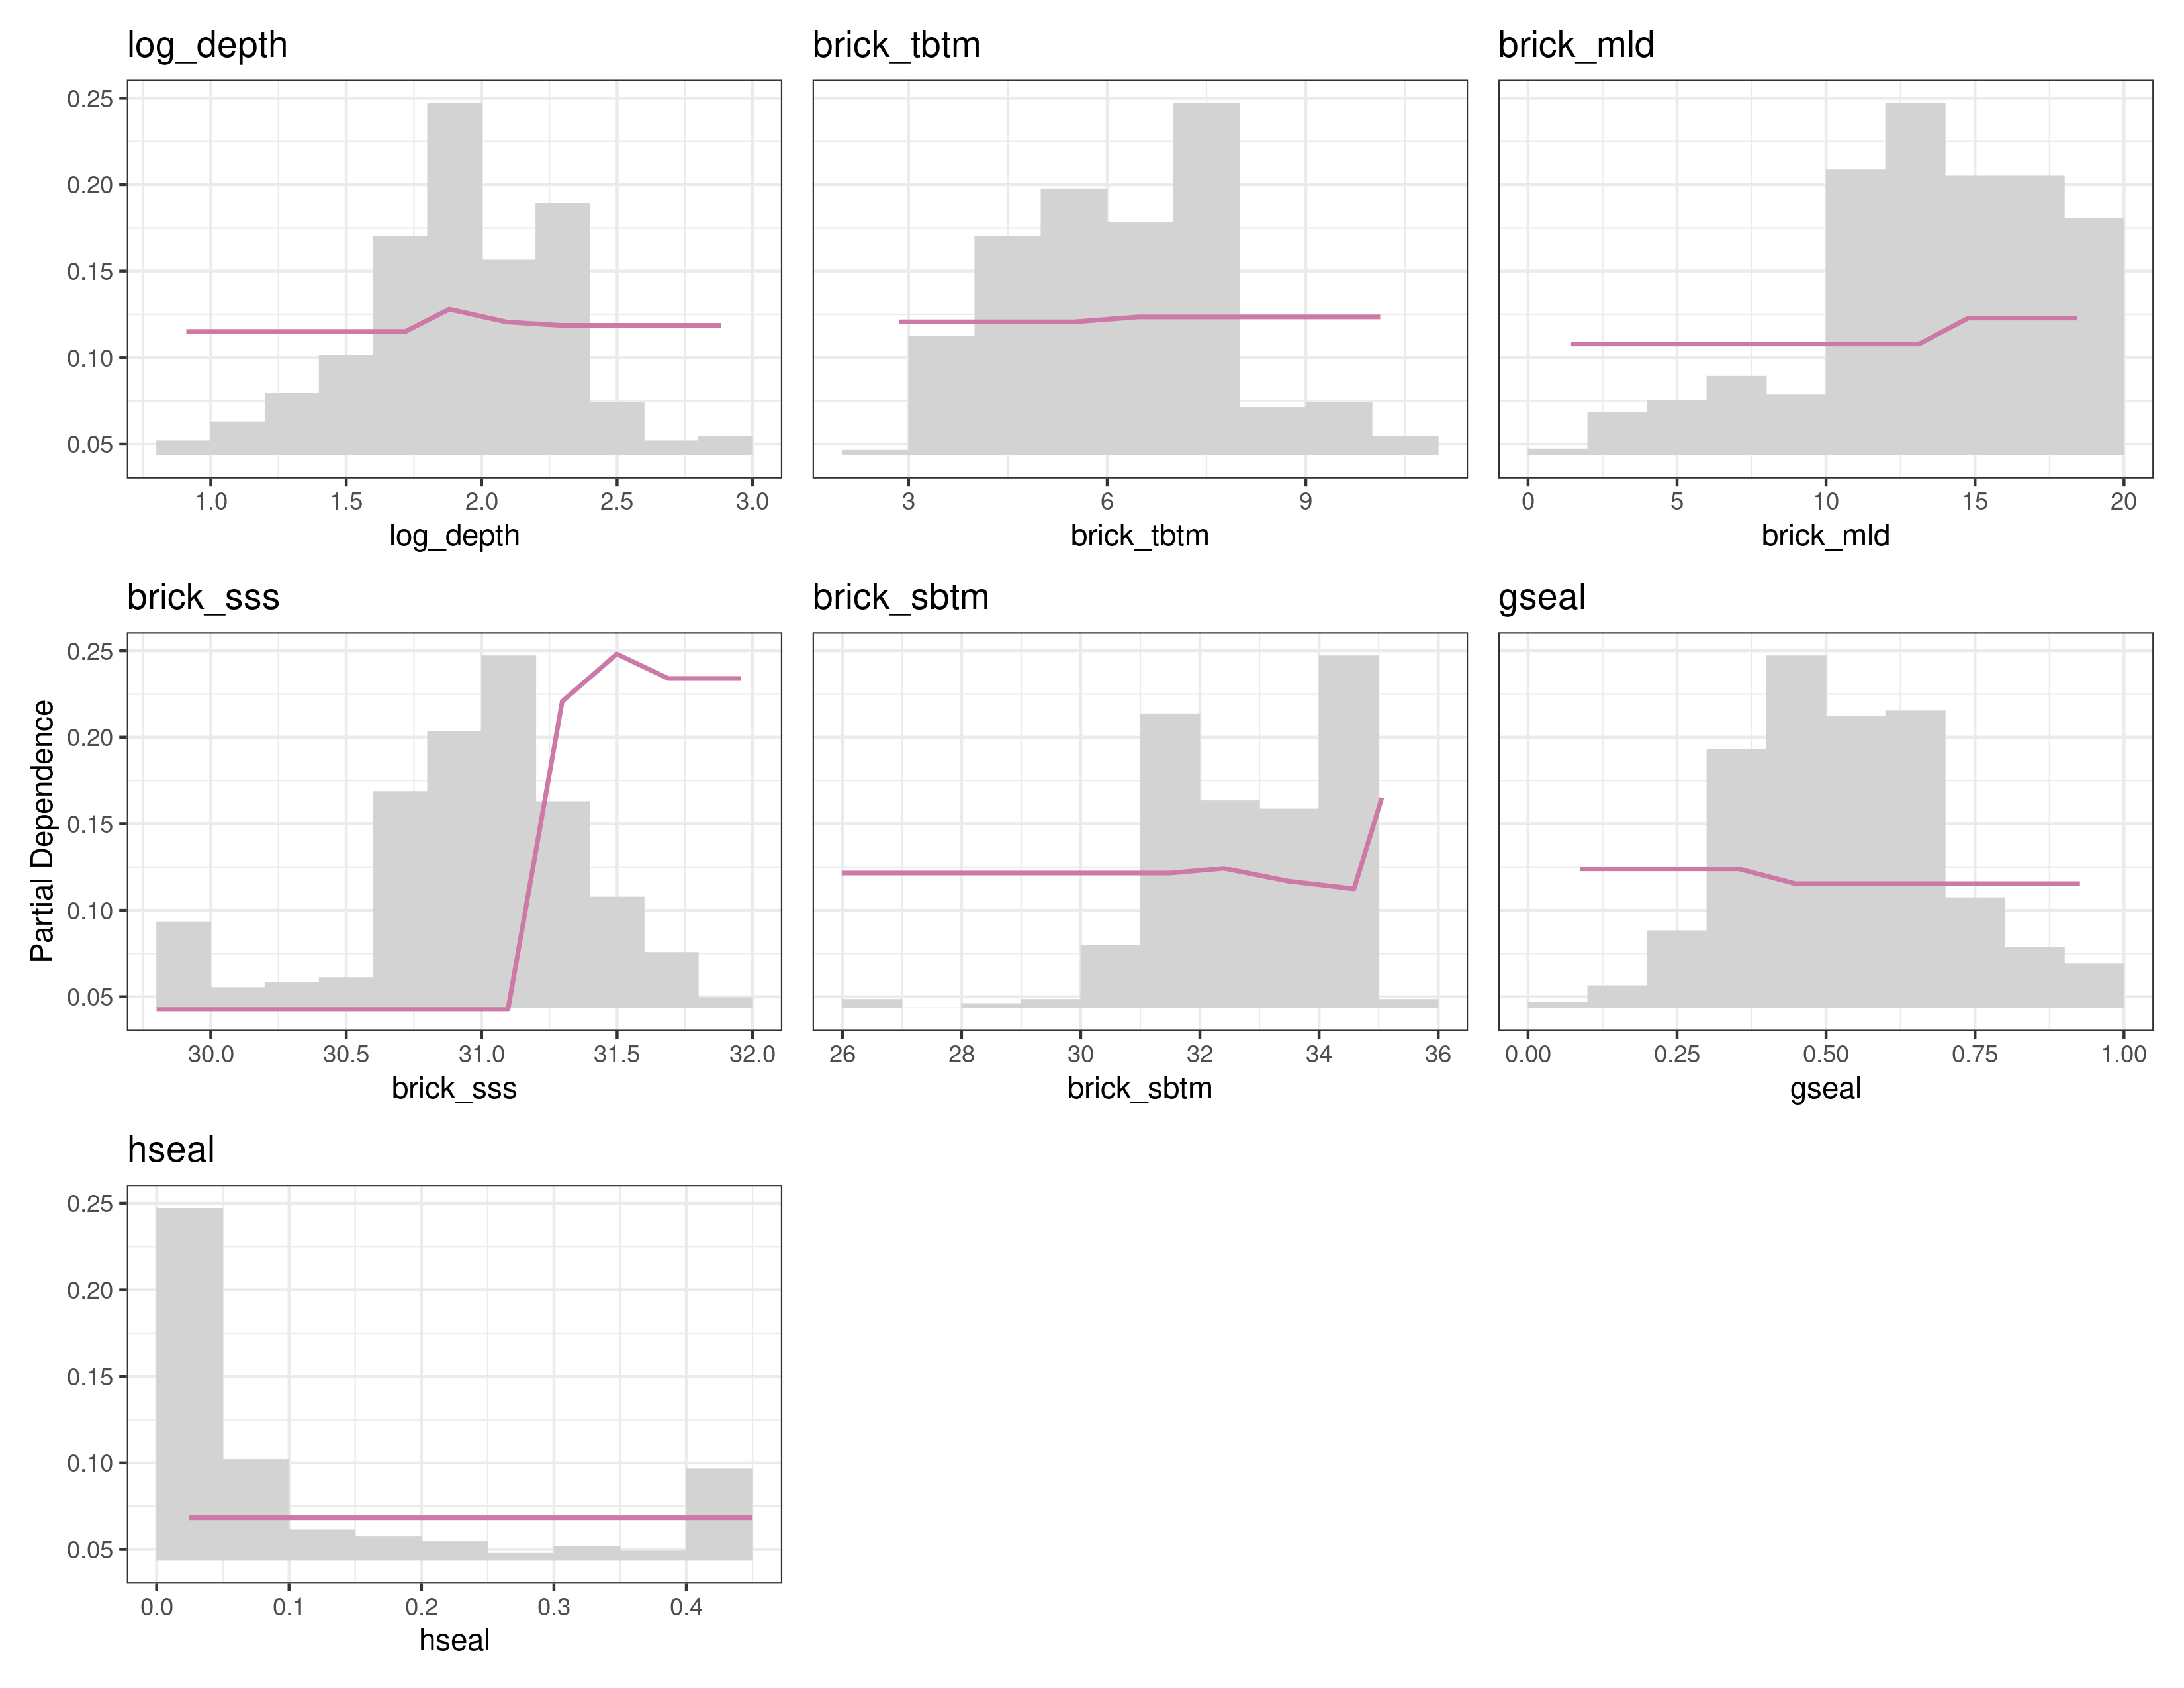 log_depth
brick_tbtm
brick_mld
0.25
0.20
0.15
0.10
0.05
1.0 1.5 2.0 2.5 3.0
3 6 9
0 5 10 15 20
log_depth
brick_tbtm
brick_mld
brick_sss
brick_sbtm
gseal
Partial Dependence
0.25
0.20
0.15
0.10
0.05
30.0 30.5 31.0 31.5 32.0
26 28 30 32 34 36
0.00 0.25 0.50 0.75 1.00
brick_sss
brick_sbtm
gseal
hseal
0.25
0.20
0.15
0.10
0.05
0.0 0.1 0.2 0.3 0.4
hseal